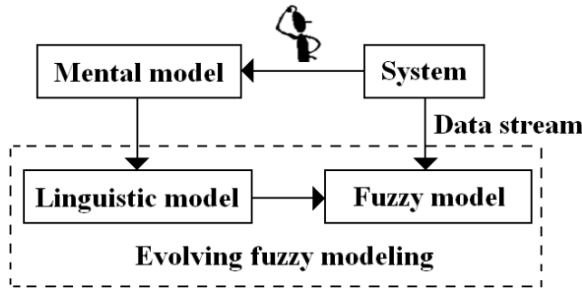 Mental model
System
Data stream
Linguistic model
Fuzzy model
Evolving fuzzy modeling